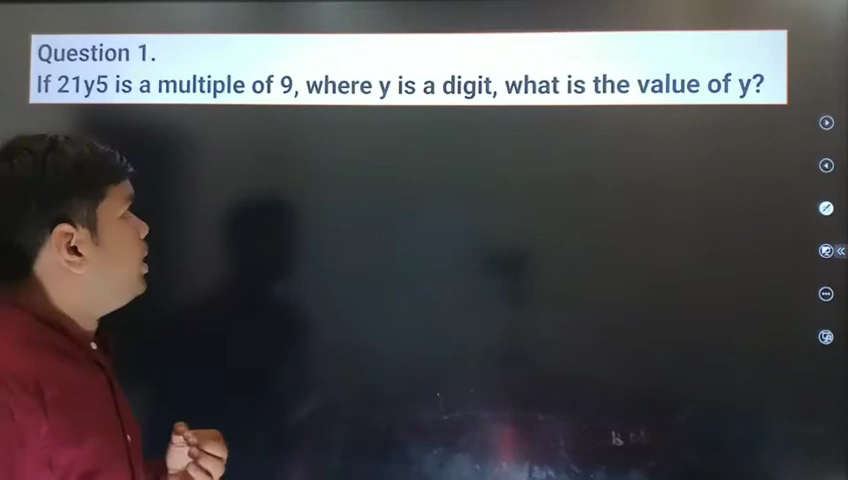 Question 1.
If 21y5 is a multiple of 9, where y is a digit, what is the value of y?